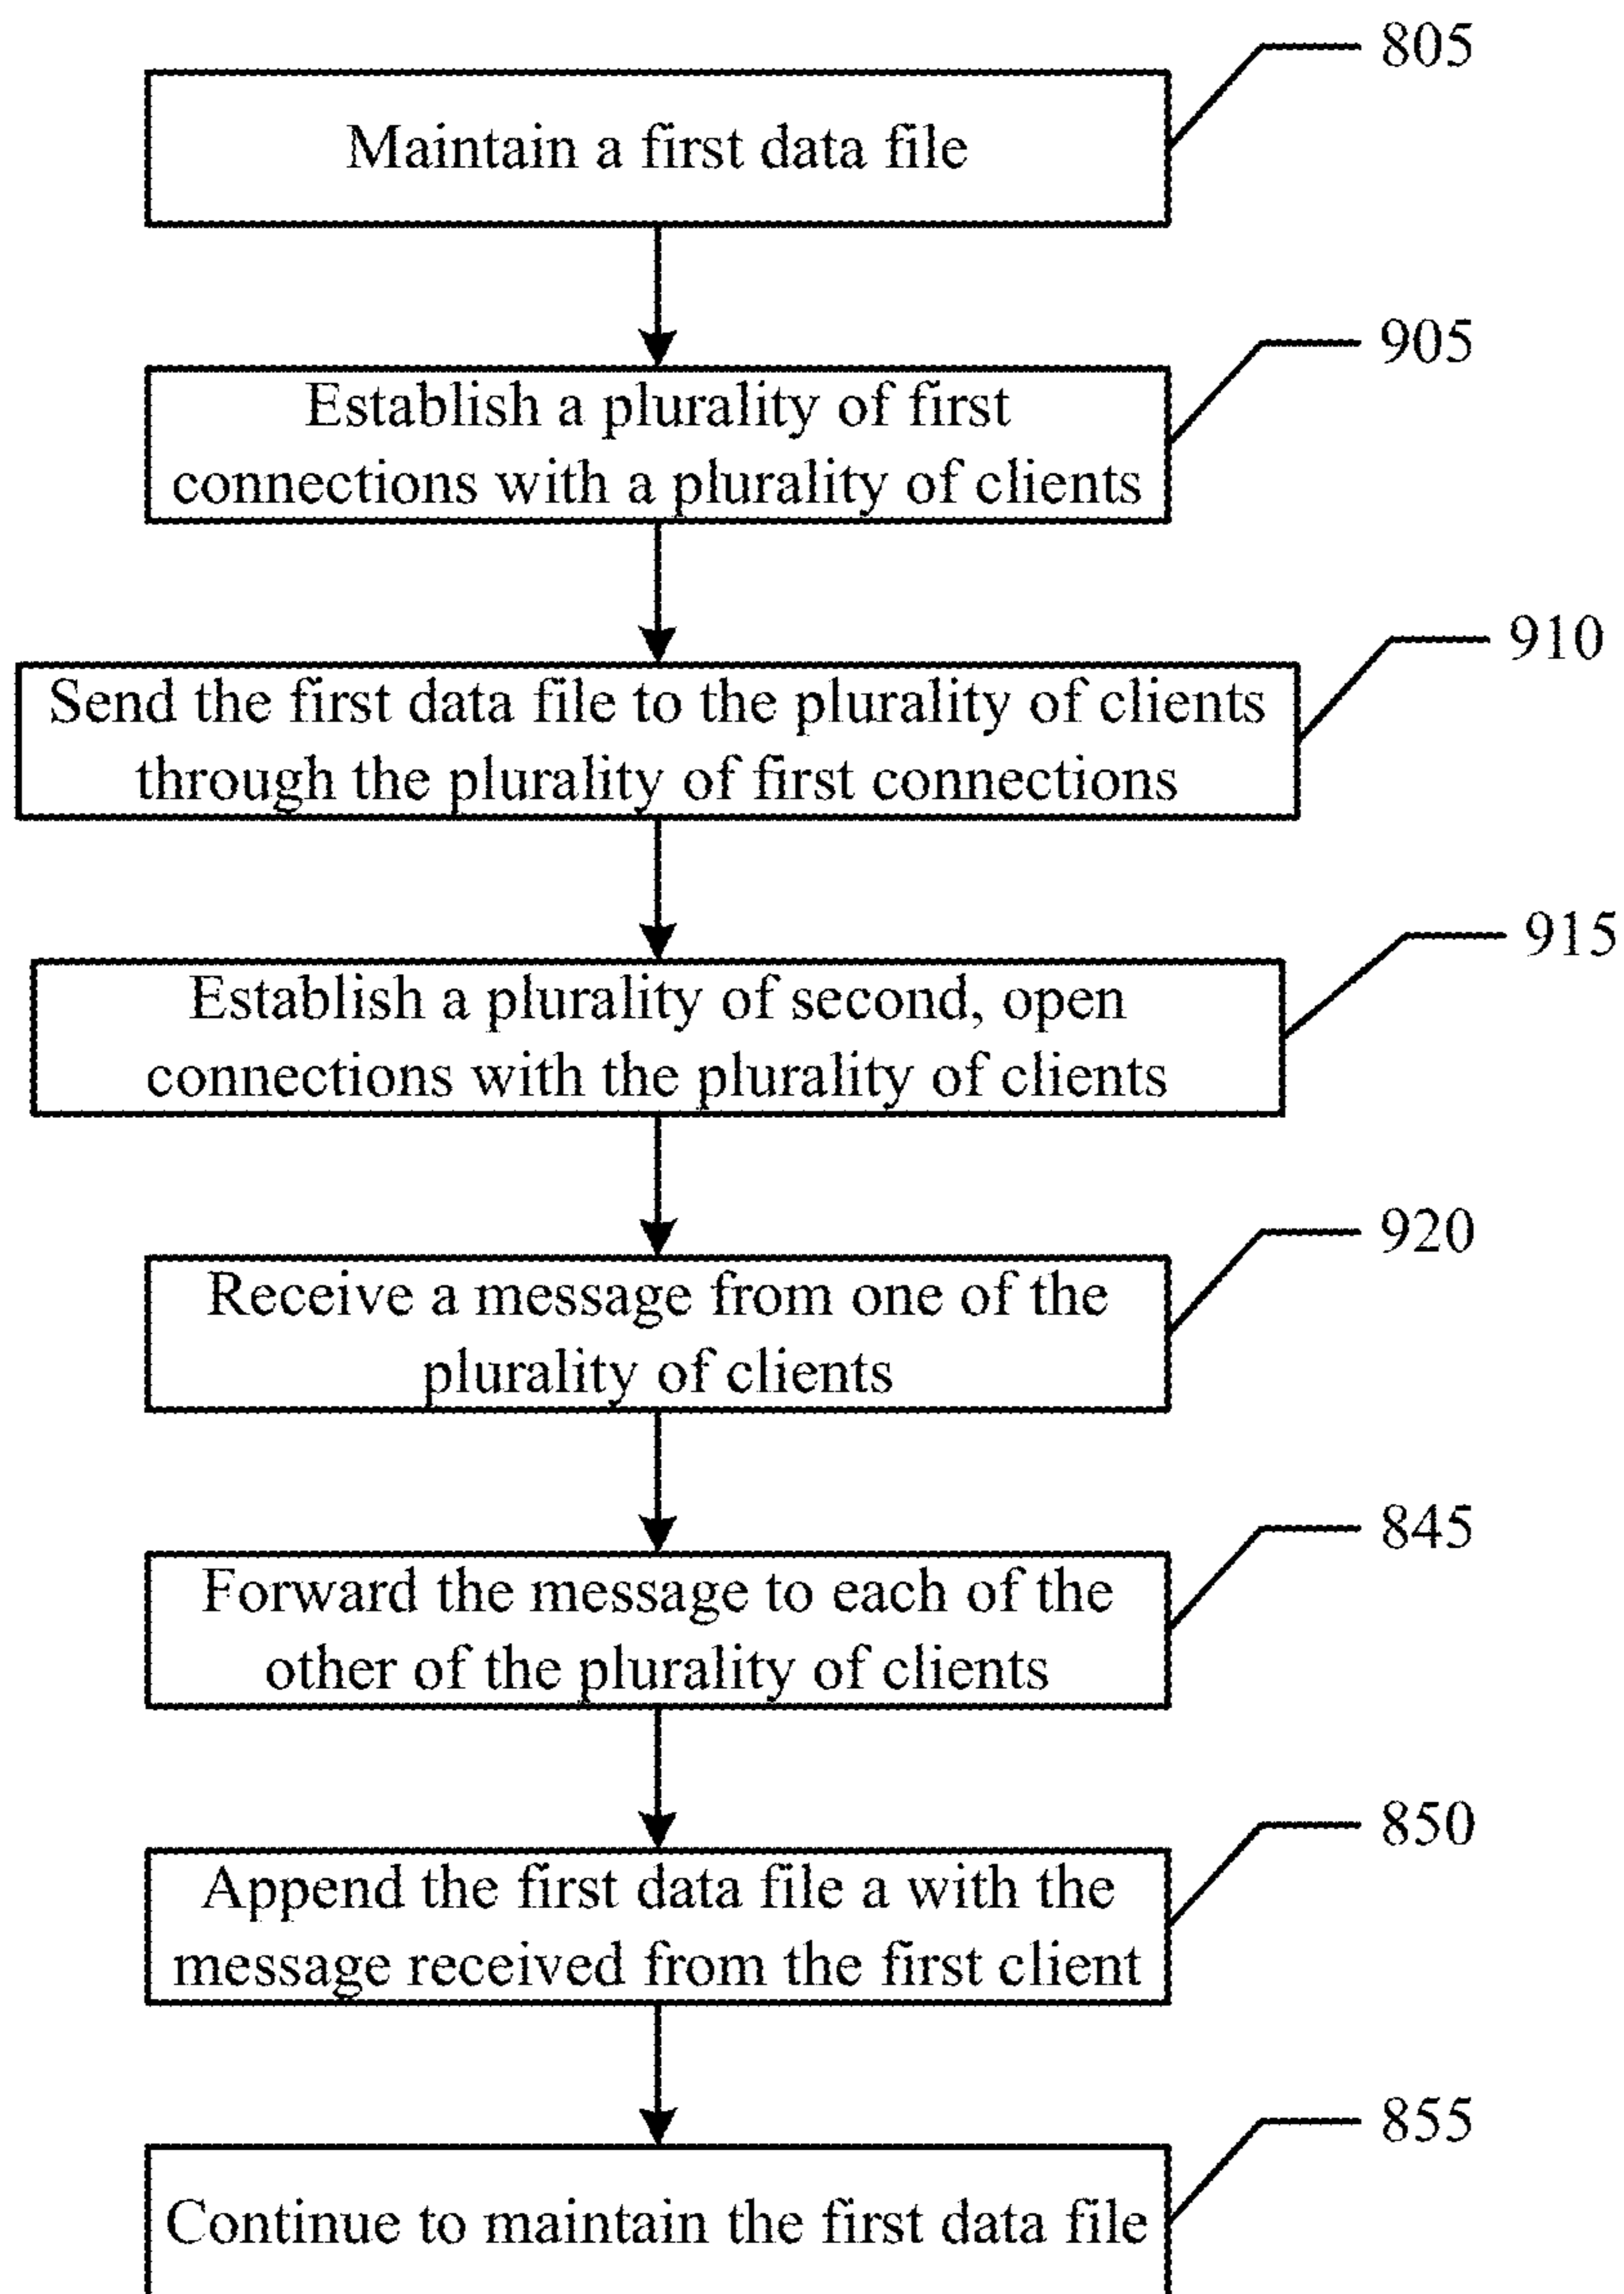 805
Maintain a first data file
905
Establish a plurality of first
connections with a plurality of clients
910
Send the first data file to the plurality of clients
through the plurality of first connections
915
Establish a plurality of second, open
connections with the plurality of clients
920
Receive a message from one of the
plurality of clients
845
Forward the message to each of the
other of the plurality of clients
850
Append the first data file a with the
message received from the first client
855
Continue to maintain the first data file